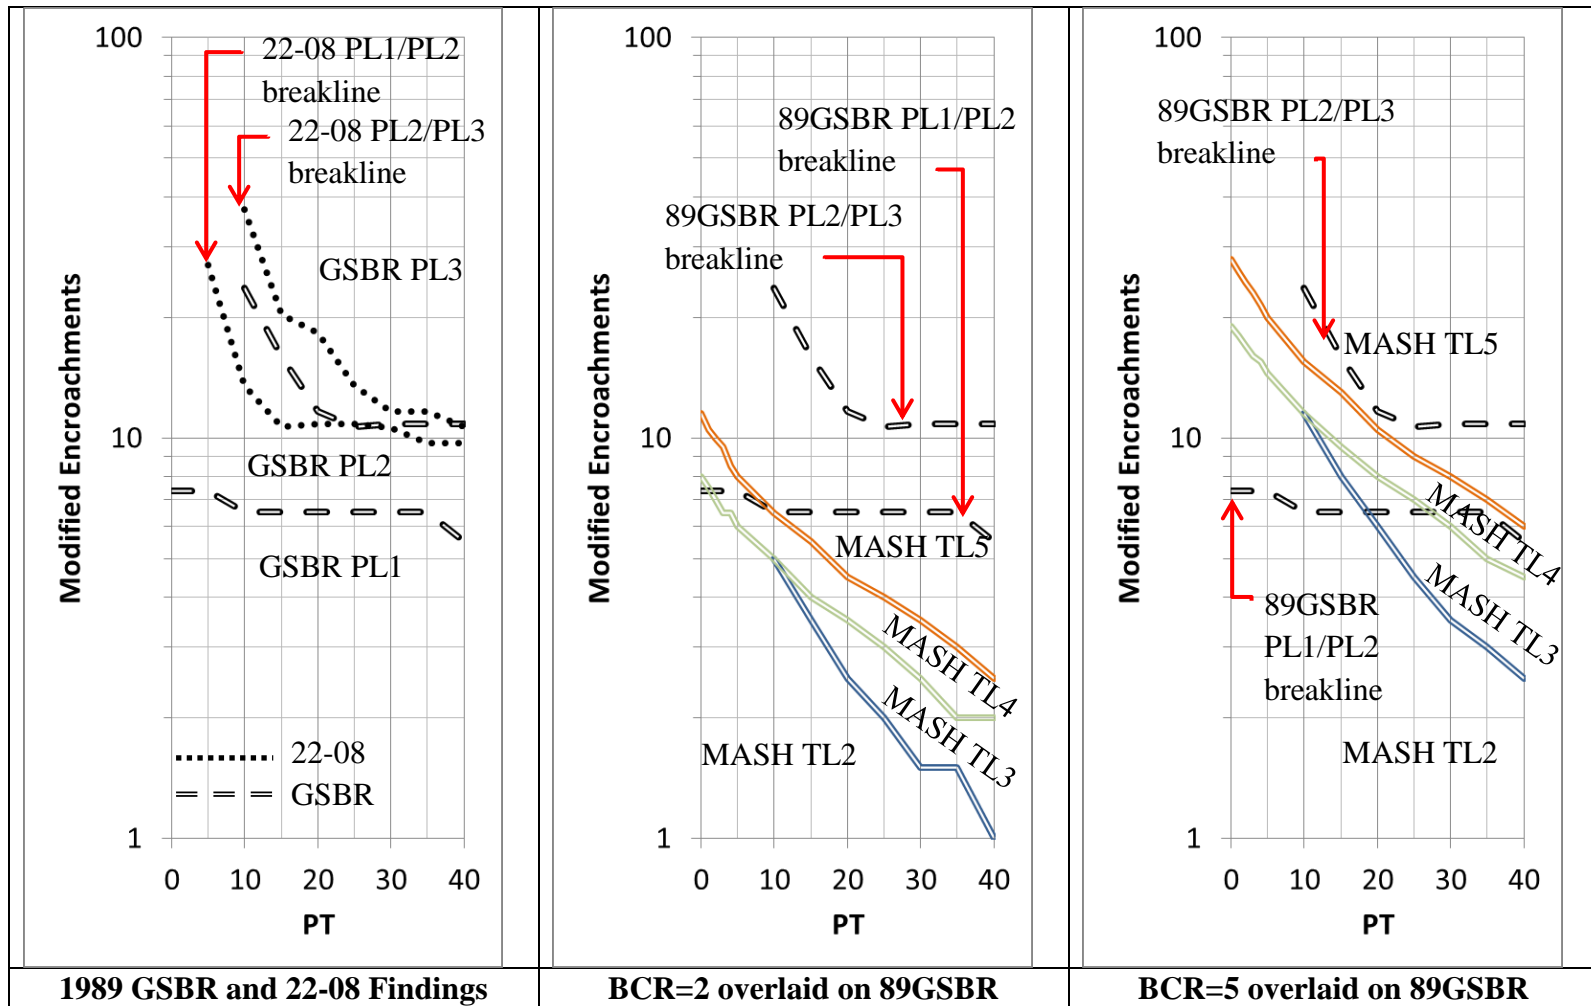 100
22-08 PL1/PL2
breakline
22-08 PL2/PL3
breakline
GSBR PL3
10
GSBR PL2
GSBR PL1
22-08
GSBR
1
0 10 20 30 40
PT
Modified Encroachments
1989 GSBR and 22-08 Findings
100
89GSBR PL1/PL2
breakline
89GSBR PL2/PL3
breakline
10
MASH TL5
MASH TL4
MASH TL3
MASH TL2
1
0 10 20 30 40
PT
Modified Encroachments
BCR=2 overlaid on 89GSBR
100
89GSBR PL2/PL3
breakline
MASH TL5
10
MASH TL4
MASH TL3
89GSBR
PL1/PL2
breakline
MASH TL2
1
0 10 20 30 40
PT
Modified Encroachments
BCR=5 overlaid on 89GSBR